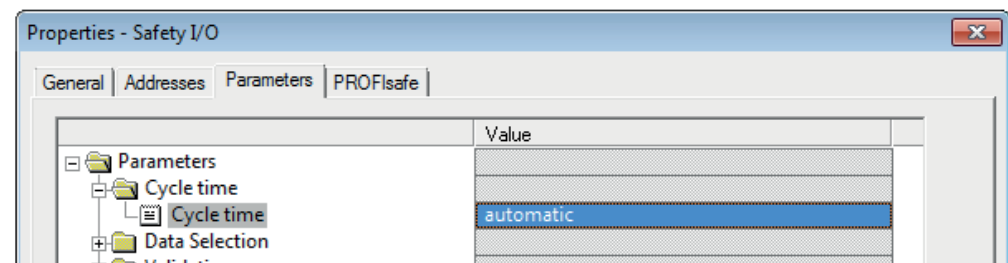 Properties - Safety I/O
General Addresses Parameters PROFIsafe
Value
Parameters
Cycle time
Cycle time automatic
Data Selection